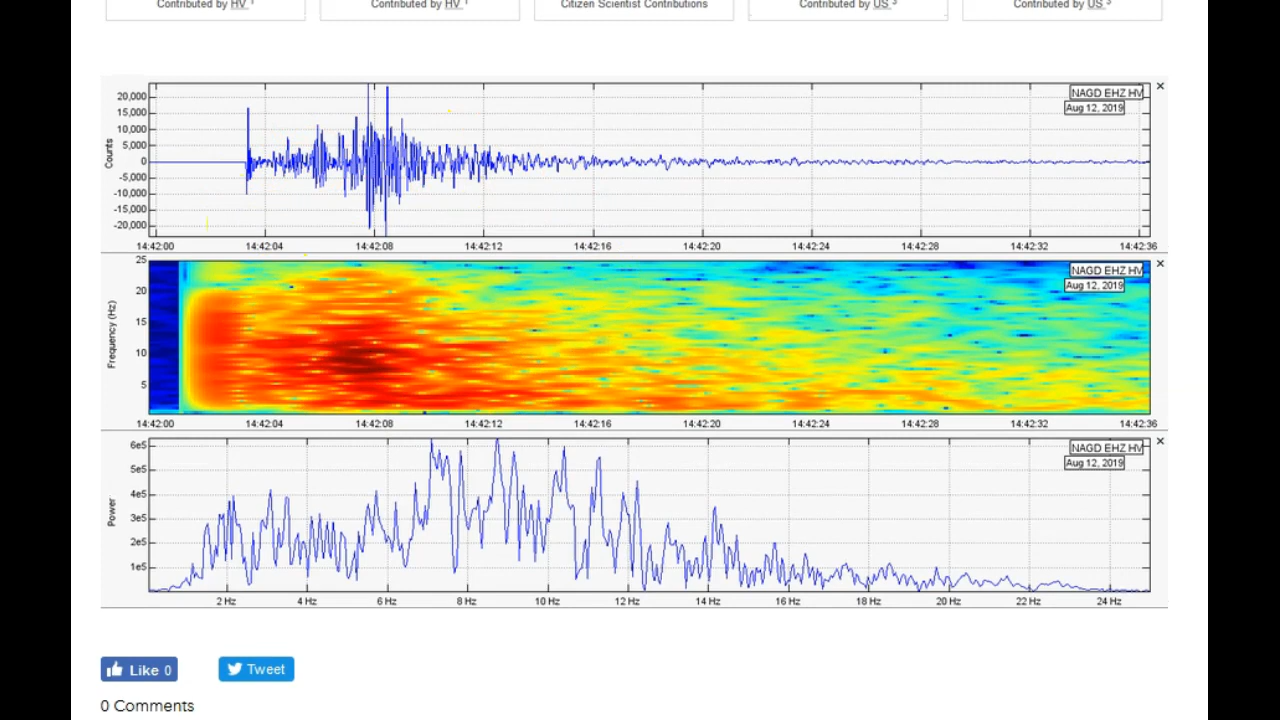 Contributed by HV 1
Contributed by HV 1
Citizen Scientist Contributions
Contributed by US 3
Contributed by US 3
20,000
15,000
10,000
5,000
0
-5,000
-10,000
-15,000
-20,000
Counts
NAGD EHZ HV
Aug 12, 2019
14:42:00 14:42:04 14:42:08 14:42:12 14:42:16 14:42:20 14:42:24 14:42:28 14:42:32 14:42:36
25
20
15
10
5
Frequency (Hz)
NAGD EHZ HV
Aug 12, 2019
14:42:00 14:42:04 14:42:08 14:42:12 14:42:16 14:42:20 14:42:24 14:42:28 14:42:32 14:42:36
6e5
5e5
4e5
3e5
2e5
1e5
Power
NAGD EHZ HV
Aug 12, 2019
2 Hz 4 Hz 6 Hz 8 Hz 10 Hz 12 Hz 14 Hz 16 Hz 18 Hz 20 Hz 22 Hz 24 Hz
Like 0
Tweet
0 Comments